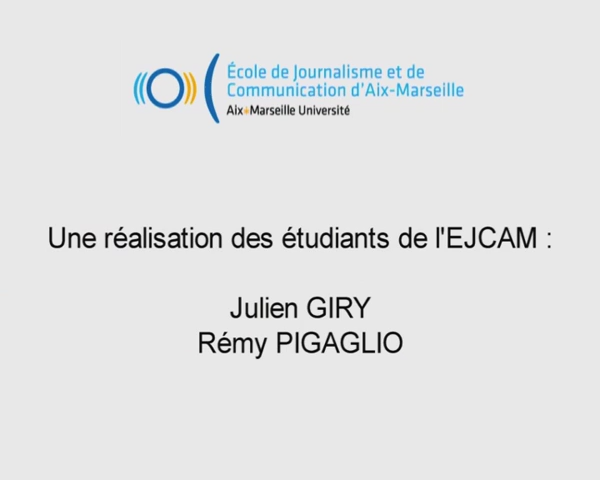 École de Journalisme et de
Communication d'Aix-Marseille
Aix+Marseille Université
Une réalisation des étudiants de l'EJCAM :
Julien GIRY
Rémy PIGAGLIO